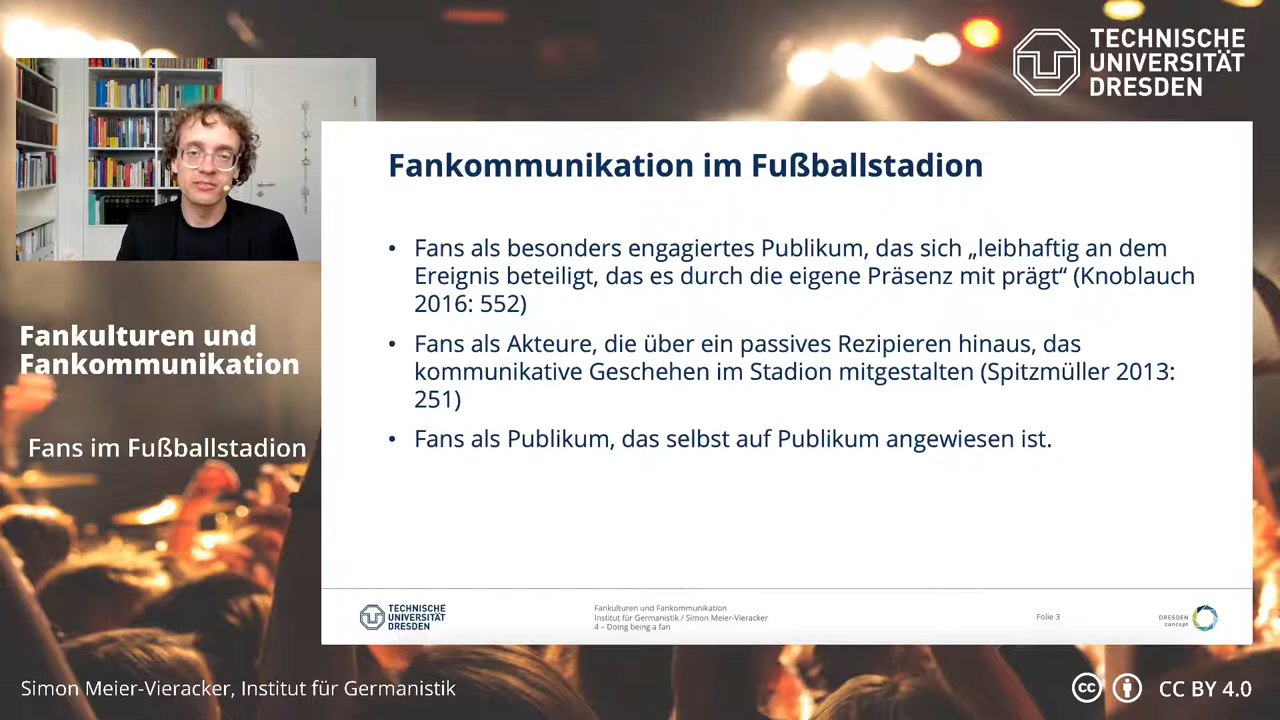 TECHNISCHE
UNIVERSITÄT
DRESDEN
Fankommunikation im Fußballstadion
• Fans als besonders engagiertes Publikum, das sich „leibhaftig an dem
Ereignis beteiligt, das es durch die eigene Präsenz mit prägt“ (Knoblauch
2016: 552)
• Fans als Akteure, die über ein passives Rezipieren hinaus, das
kommunikative Geschehen im Stadion mitgestalten (Spitzmüller 2013:
251)
• Fans als Publikum, das selbst auf Publikum angewiesen ist.
Fankulturen und
Fankommunikation
Fans im Fußballstadion
TECHNISCHE
UNIVERSITÄT
DRESDEN
Fankulturen und Fankommunikation
Institut für Germanistik / Simon Meier-Vieracker
4 – Doing being a fan
Folie 3
DRESDEN
concept
Simon Meier-Vieracker, Institut für Germanistik
cc
CC BY 4.0